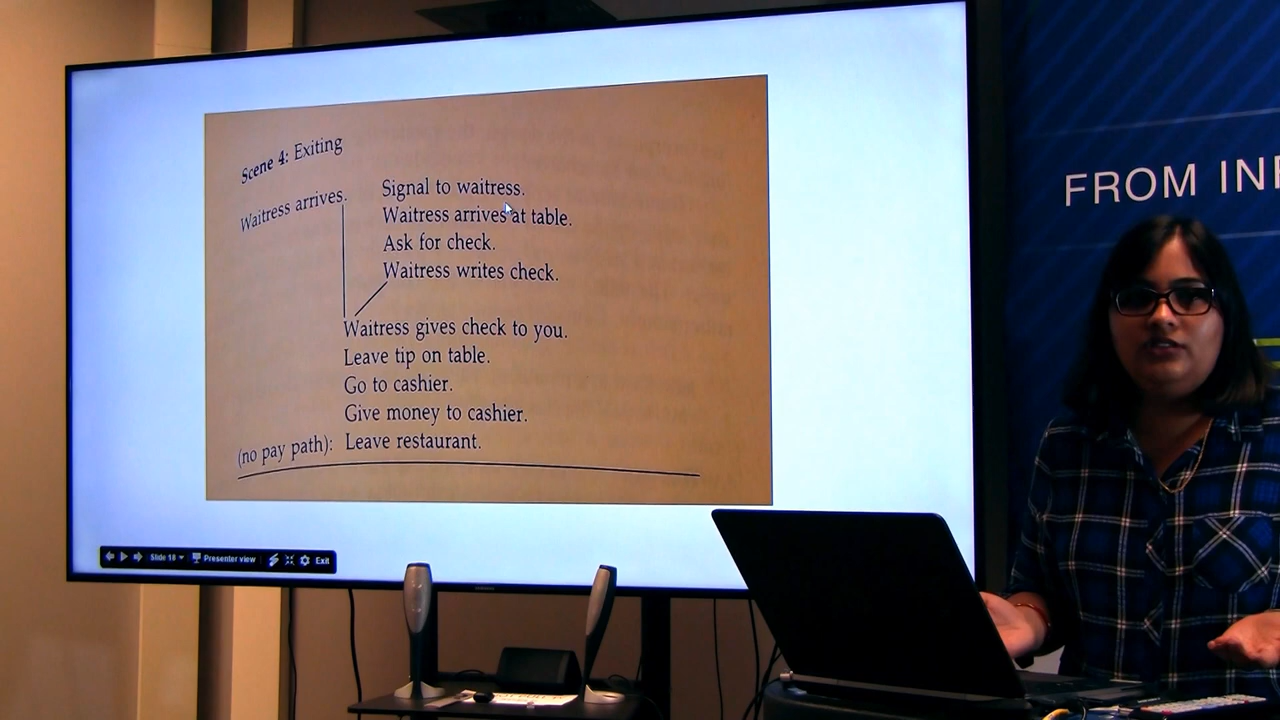 Scene 4: Exiting
Waitress arrives.
Signal to waitress.
Waitress arrives at table.
Ask for check.
Waitress writes check.
Waitress gives check to you.
Leave tip on table.
Go to cashier.
Give money to cashier.
(no pay path): Leave restaurant.
Slide 18
Presenter view
Exit
FROM